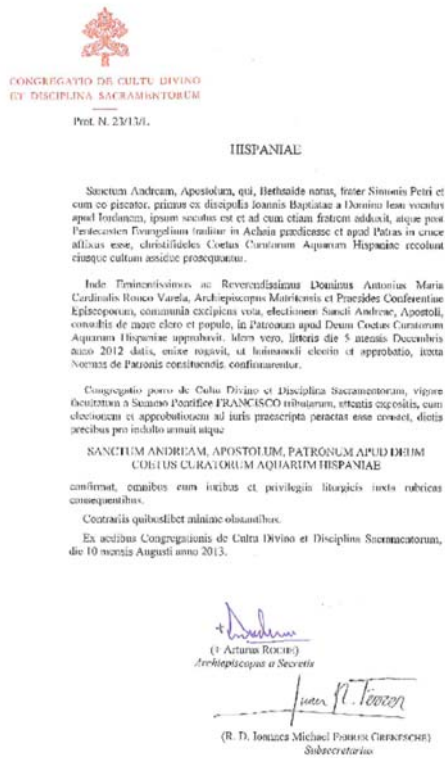 CONGREGATIO DE CULTU DIVINO
ET DISCIPLINA SACRAMENTORUM
Prot. N. 23/13/L
HISPANIAE
Sanctum Andream, Apostolum, qui, Bethsaide natus, frater Simonis Petri et
cum eo piscator, primus ex discipulis Ioannis Baptistae a Domino Iesu vocatus
apud Iordanem, ipsum secutus est et ad eum etiam fratrem adduxit, atque post
Pentecosten Evangelium traditur in Achaia praedicasse et apud Patras in cruce
affixus esse, christifideles Coetus Curatorum Aquarum Hispaniae recolunt
eiusque cultum assidue prosequuntur.
Inde Eminentissimus ac Reverendissimus Dominus Antonius Maria
Cardinalis Rouco Varela, Archiepiscopus Matritensis et Praesides Conferentiae
Episcoporum, communia excipiens vota, electionem Sancti Andreae, Apostoli,
consultis de more clero et populo, in Patronum apud Deum Coetus Curatorum
Aquarum Hispaniae approbavit. Idem vero, litteris die 5 mensis Decembris
anno 2012 datis, enixe rogavit, ut huiusmodi electio et approbatio, iuxta
Normas de Patronis constituendis, confirmarentur.
Congregatio porro de Cultu Divino et Disciplina Sacramentorum, vigore
facultatum a Summo Pontifice FRANCISCO tributarum, attentis expositis, cum
electionem et approbationem ad iuris praescripta peractas esse constet, dictis
precibus pro indulto annuit atque
SANCTUM ANDREAM, APOSTOLUM, PATRONUM APUD DEUM
COETUS CURATORUM AQUARUM HISPANIAE
confirmat, omnibus cum iuribus et privilegiis liturgicis iuxta rubricas
consequentibus.
Contrariis quibuslibet minime obstantibus.
Ex aedibus Congregationis de Cultu Divino et Disciplina Sacramentorum,
die 10 mensis Augusti anno 2013.
(+ Arturus ROCHE)
Archiepiscopus a Secretis
(R. D. Ioannes Michael FERRER GRENESCHE)
Subsecretarius